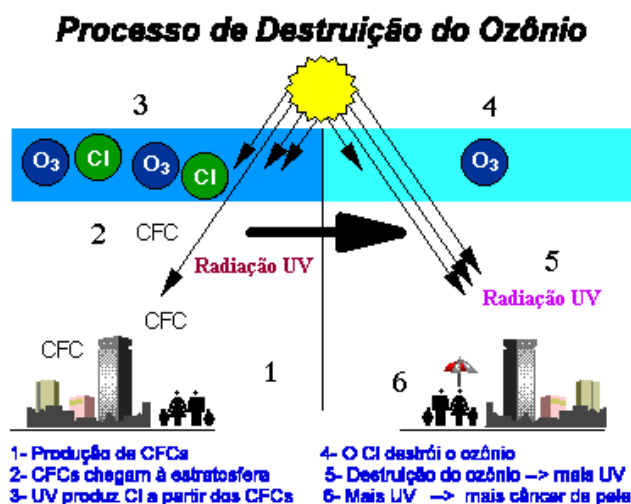 Processo de Destruição do Ozônio
3
4
O3 Cl O3 Cl
O3
2 CFC
Radiação UV
5
Radiação UV
CFC
CFC
1
6
1- Produção de CFCs
2- CFCs chegam à estratosfera
3- UV produz Cl a partir dos CFCs
4- O Cl destrói o ozônio
5- Destruição do ozônio --> mais UV
6- Mais UV --> mais câncer de pele